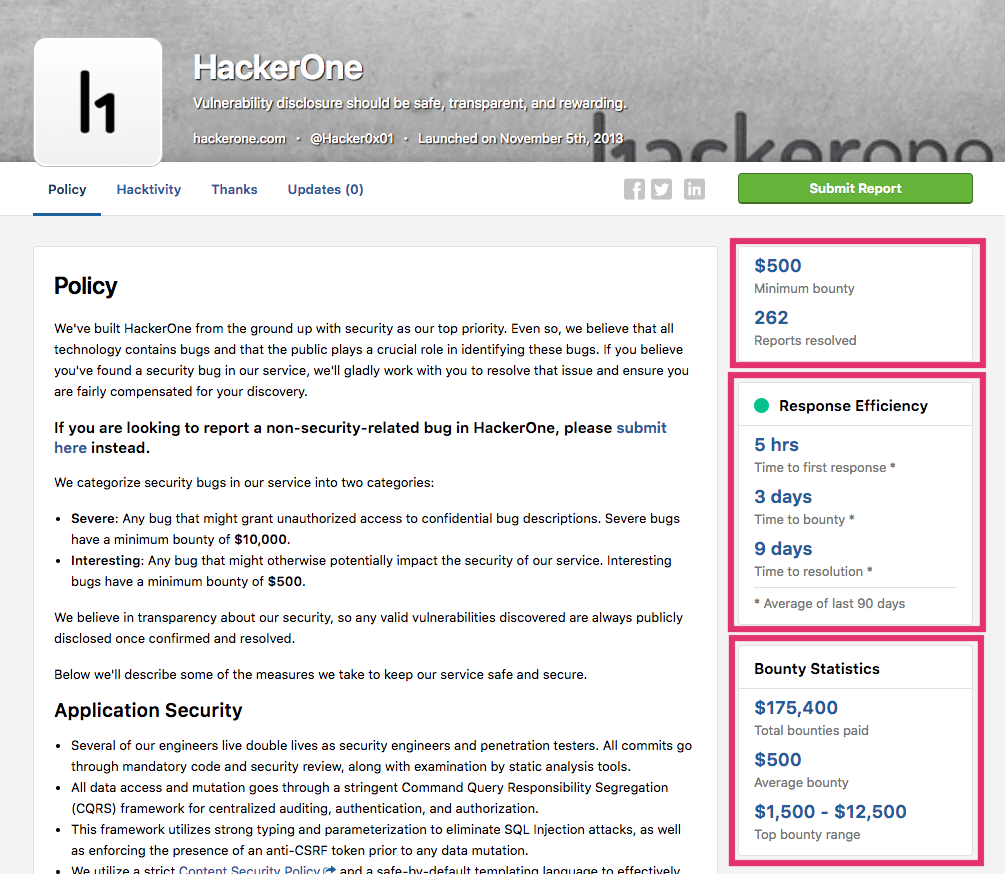 HackerOne
Vulnerability disclosure should be safe, transparent, and rewarding.
hackerone.com · @Hacker0x01 · Launched on November 5th, 2013
hackerone
Policy Hacktivity Thanks Updates (0)
Submit Report
Policy
We've built HackerOne from the ground up with security as our top priority. Even so, we believe that all
technology contains bugs and that the public plays a crucial role in identifying these bugs. If you believe
you've found a security bug in our service, we'll gladly work with you to resolve that issue and ensure you
are fairly compensated for your discovery.
If you are looking to report a non-security-related bug in HackerOne, please submit
here instead.
We categorize security bugs in our service into two categories:
• Severe: Any bug that might grant unauthorized access to confidential bug descriptions. Severe bugs
have a minimum bounty of $10,000.
• Interesting: Any bug that might otherwise potentially impact the security of our service. Interesting
bugs have a minimum bounty of $500.
We believe in transparency about our security, so any valid vulnerabilities discovered are always publicly
disclosed once confirmed and resolved.
Below we'll describe some of the measures we take to keep our service safe and secure.
Application Security
• Several of our engineers live double lives as security engineers and penetration testers. All commits go
through mandatory code and security review, along with examination by static analysis tools.
• All data access and mutation goes through a stringent Command Query Responsibility Segregation
(CQRS) framework for centralized auditing, authentication, and authorization.
• This framework utilizes strong typing and parameterization to eliminate SQL Injection attacks, as well
as enforcing the presence of an anti-CSRF token prior to any data mutation.
• We utilize a strict Content Security Policy and a safe-by-default templating language to effectively
$500
Minimum bounty
262
Reports resolved
Response Efficiency
5 hrs
Time to first response *
3 days
Time to bounty *
9 days
Time to resolution *
* Average of last 90 days
Bounty Statistics
$175,400
Total bounties paid
$500
Average bounty
$1,500 - $12,500
Top bounty range